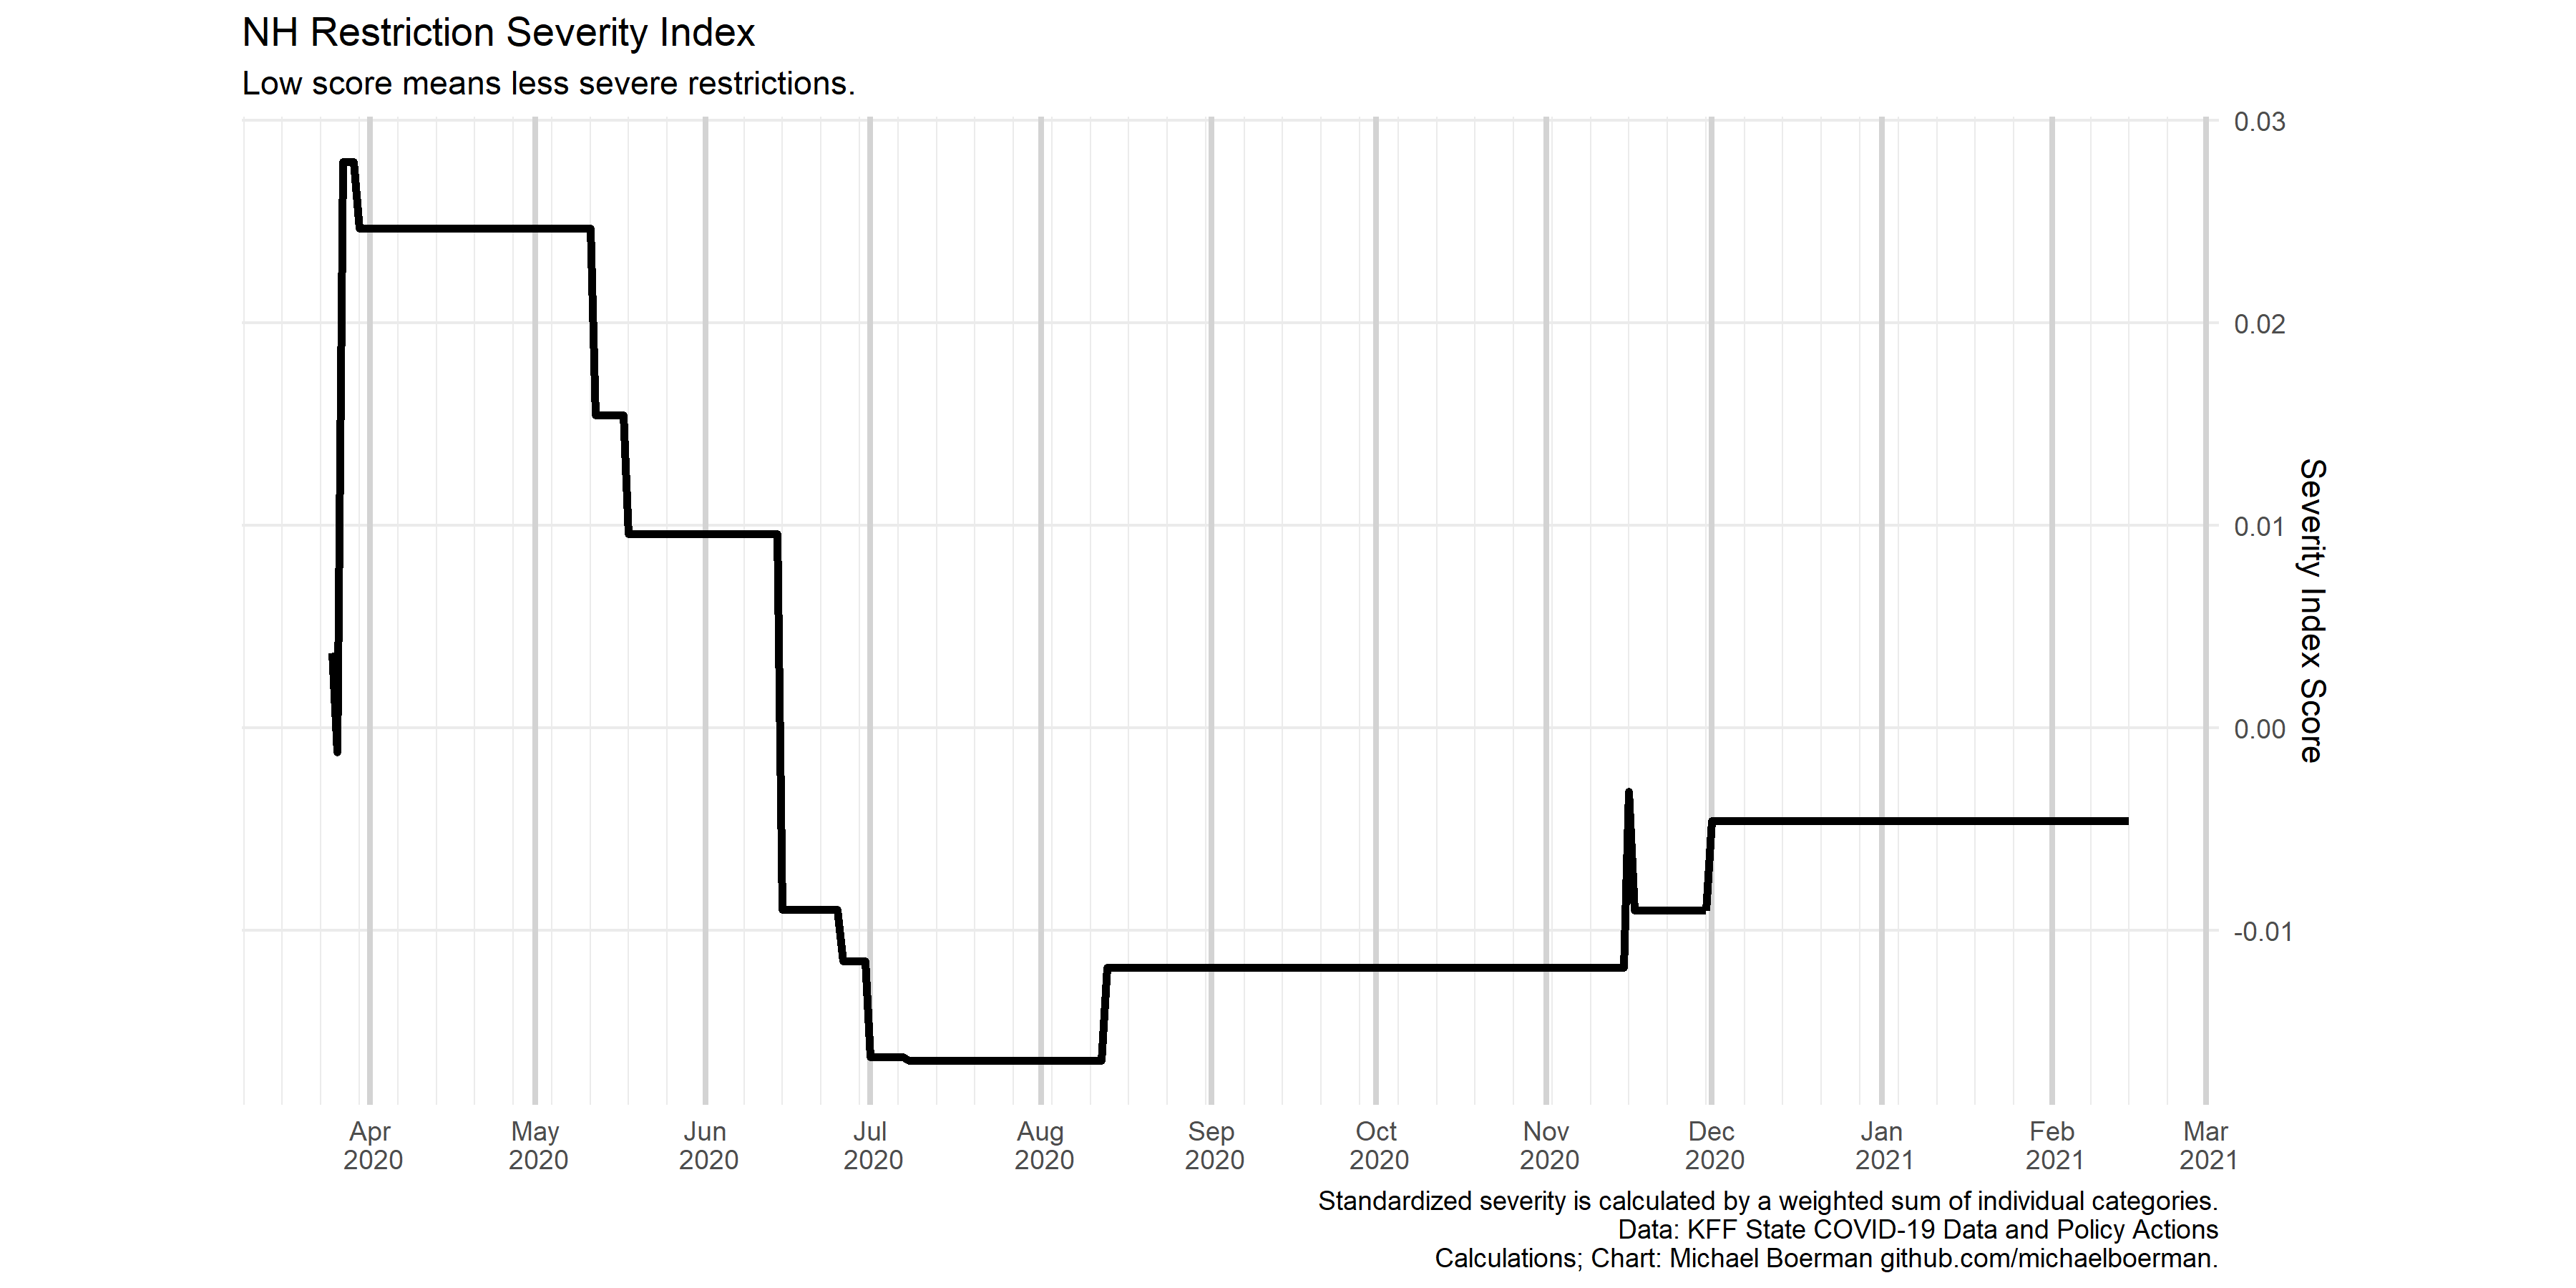 NH Restriction Severity Index
Low score means less severe restrictions.
0.03
0.02
0.01
0.00
-0.01
Severity Index Score
Apr 2020
May 2020
Jun 2020
Jul 2020
Aug 2020
Sep 2020
Oct 2020
Nov 2020
Dec 2020
Jan 2021
Feb 2021
Mar 2021
Standardized severity is calculated by a weighted sum of individual categories.
Data: KFF State COVID-19 Data and Policy Actions
Calculations; Chart: Michael Boerman github.com/michaelboerman.